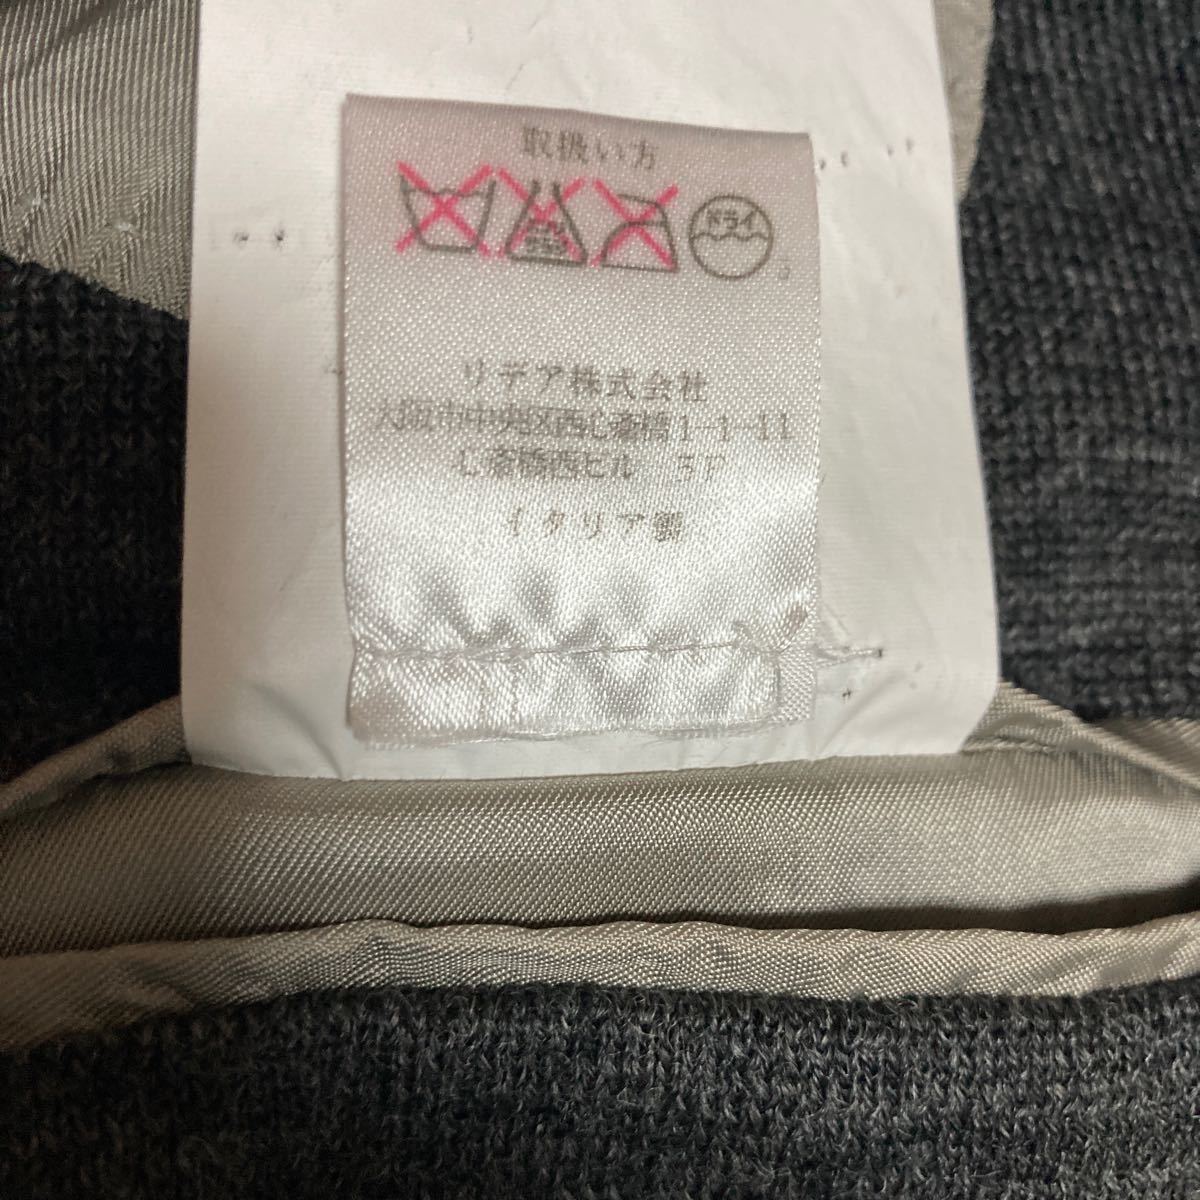 取扱い方
ドライ
リデア株式会社
大阪市中央区西心斎橋1-1-11
心斎橋西ビル 5F
イタリア製